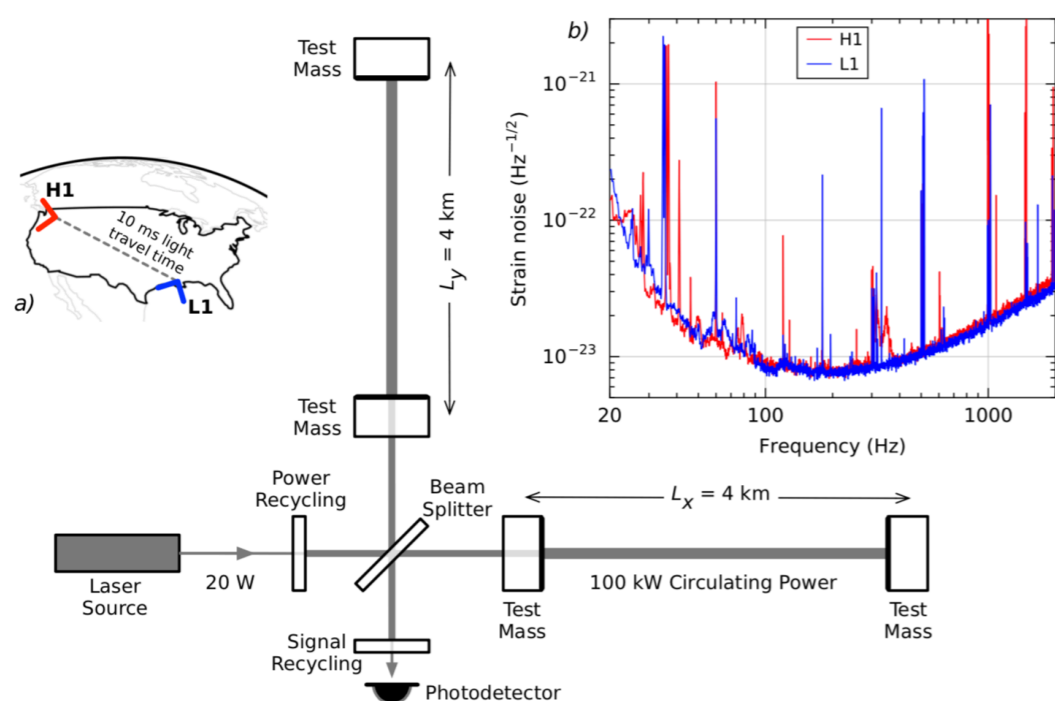 Test
Mass
L_y = 4 km
Test
Mass
a)
H1
10 ms light
travel time
L1
b)
H1
L1
Strain noise (Hz^{-1/2})
10^{-21}
10^{-22}
10^{-23}
20
100
1000
Frequency (Hz)
Power
Recycling
Beam
Splitter
L_x = 4 km
Laser
Source
20 W
100 kW Circulating Power
Test
Mass
Test
Mass
Signal
Recycling
Photodetector